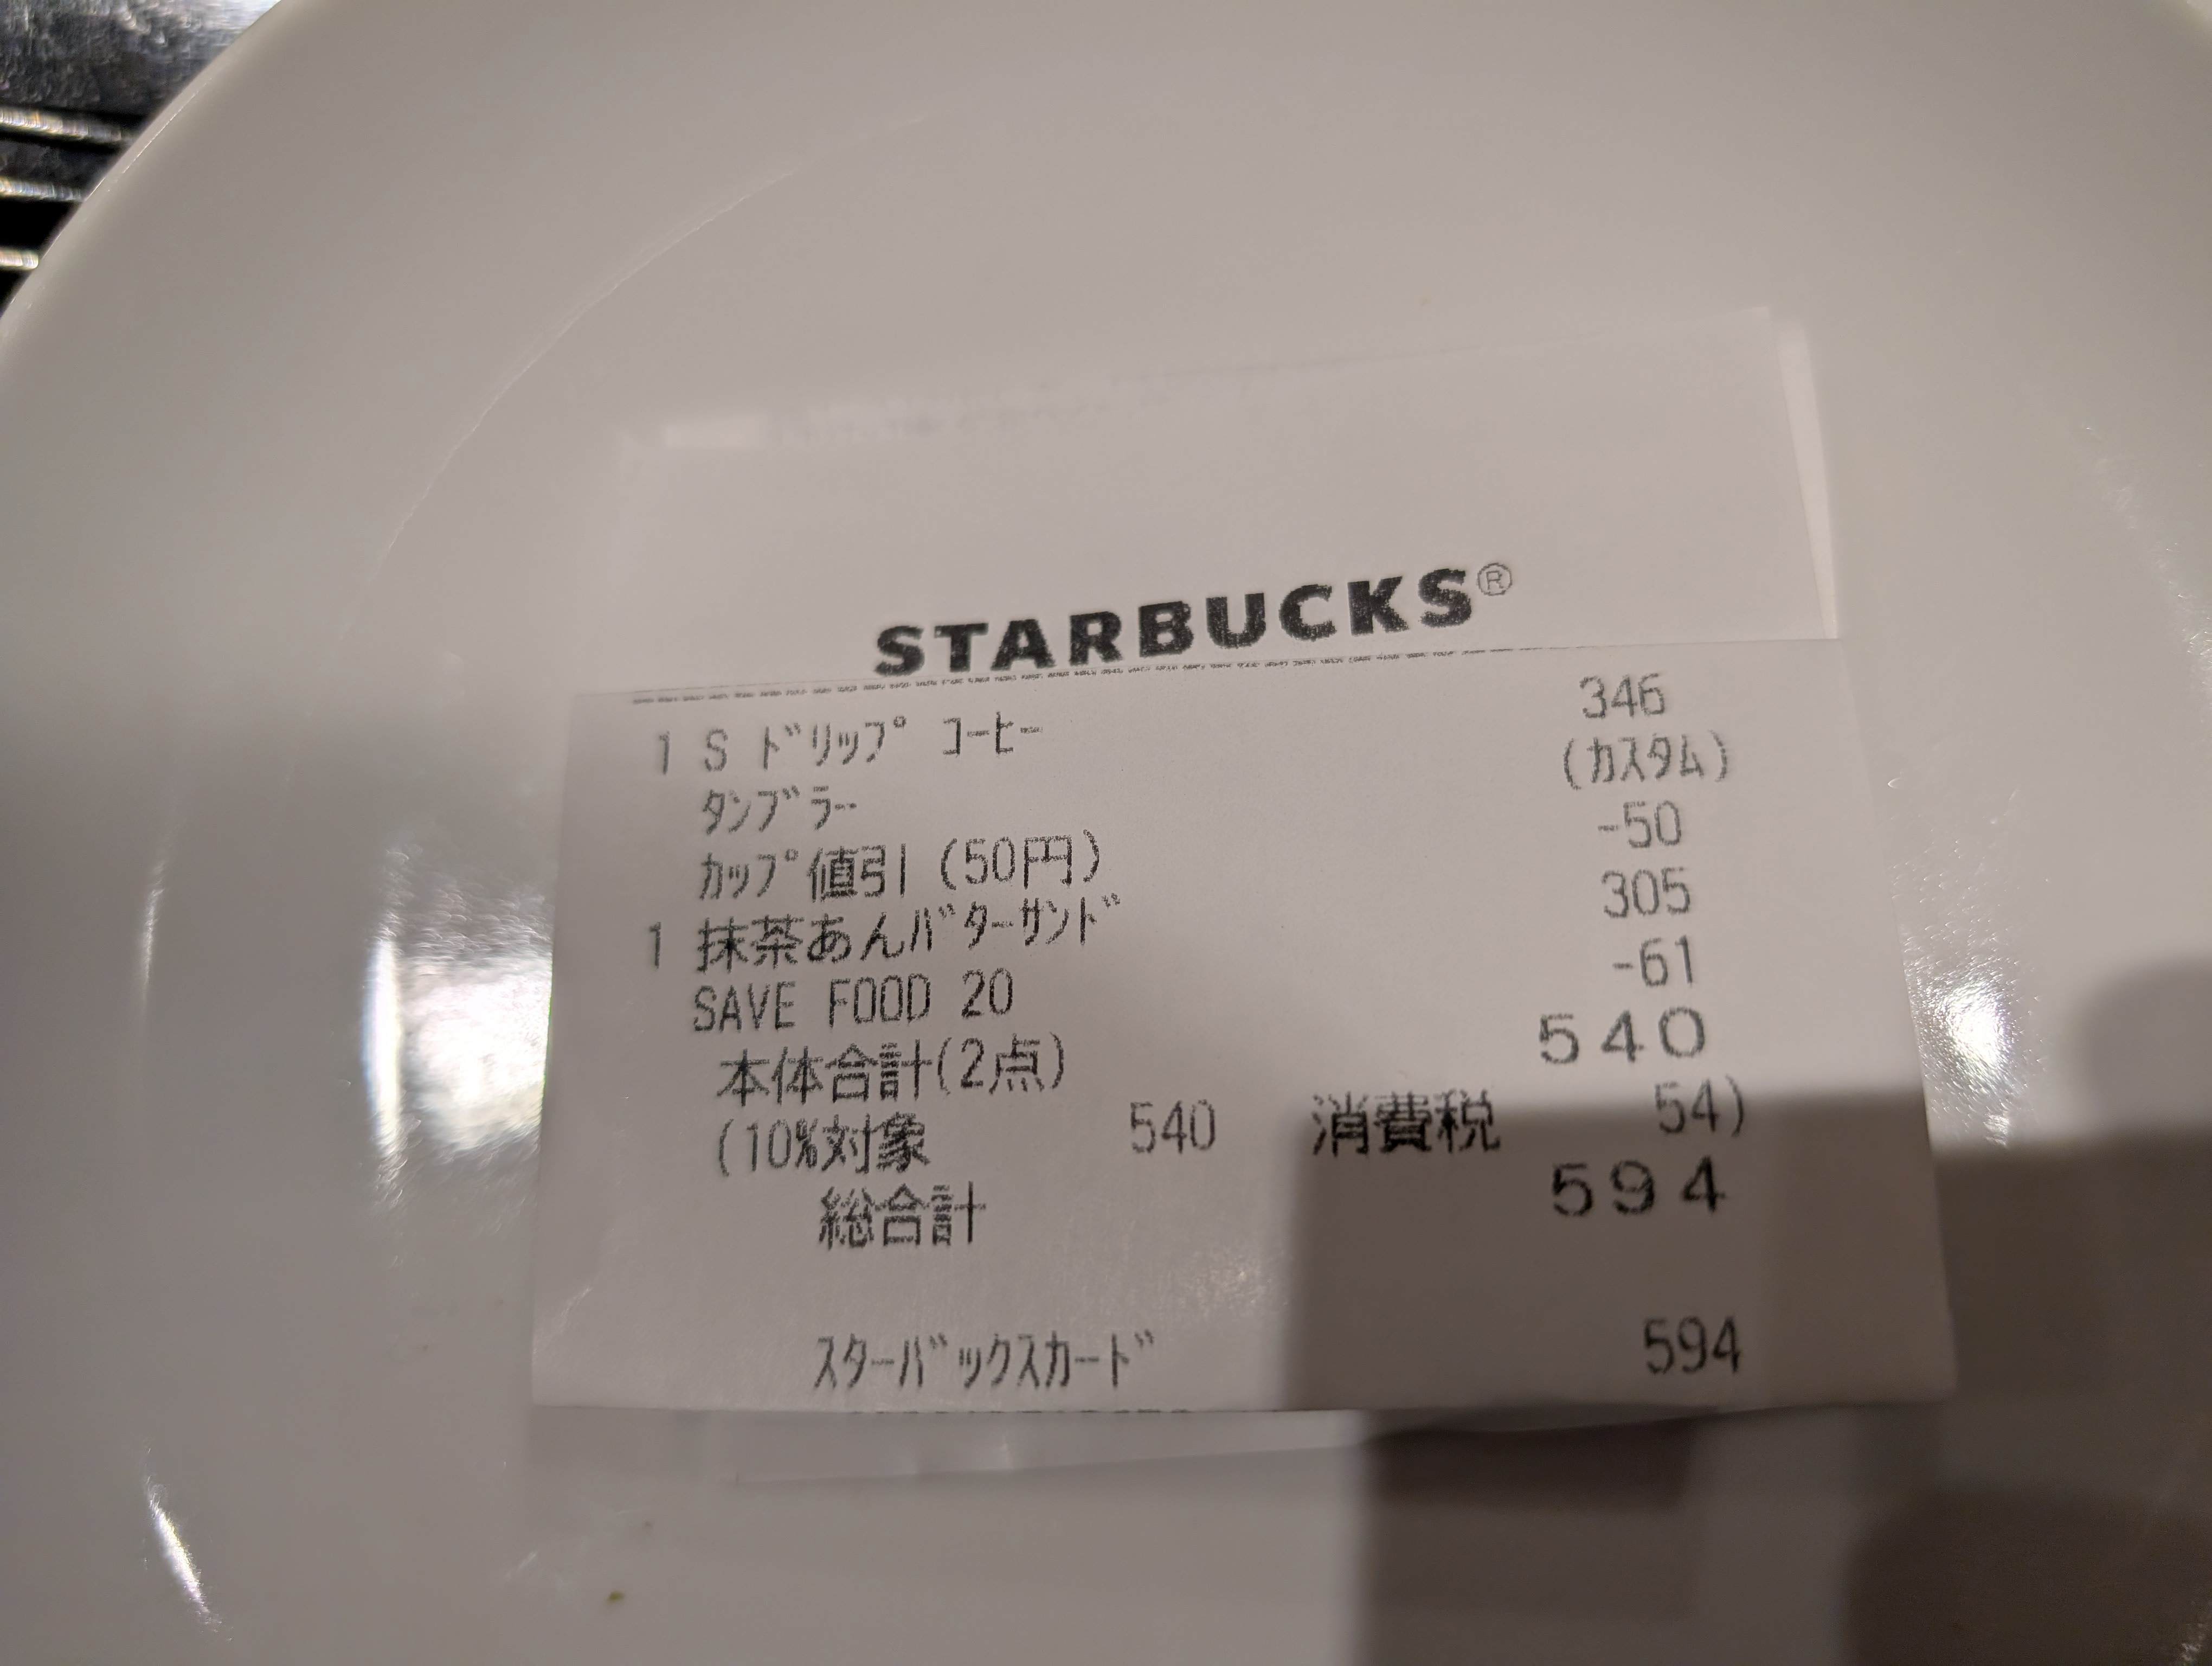 STARBUCKS®
1 S ﾄﾞﾘｯﾌﾟ ｺｰﾋｰ 346
ﾀﾝﾌﾞﾗｰ (ｶｽﾀﾑ)
ｶｯﾌﾟ値引(50円) -50
1 抹茶あんﾊﾞﾀｰｻﾝﾄﾞ 305
SAVE FOOD 20 -61
本体合計(2点) 540
(10%対象 540 消費税 54)
総合計 594
ｽﾀｰﾊﾞｯｸｽｶｰﾄﾞ 594